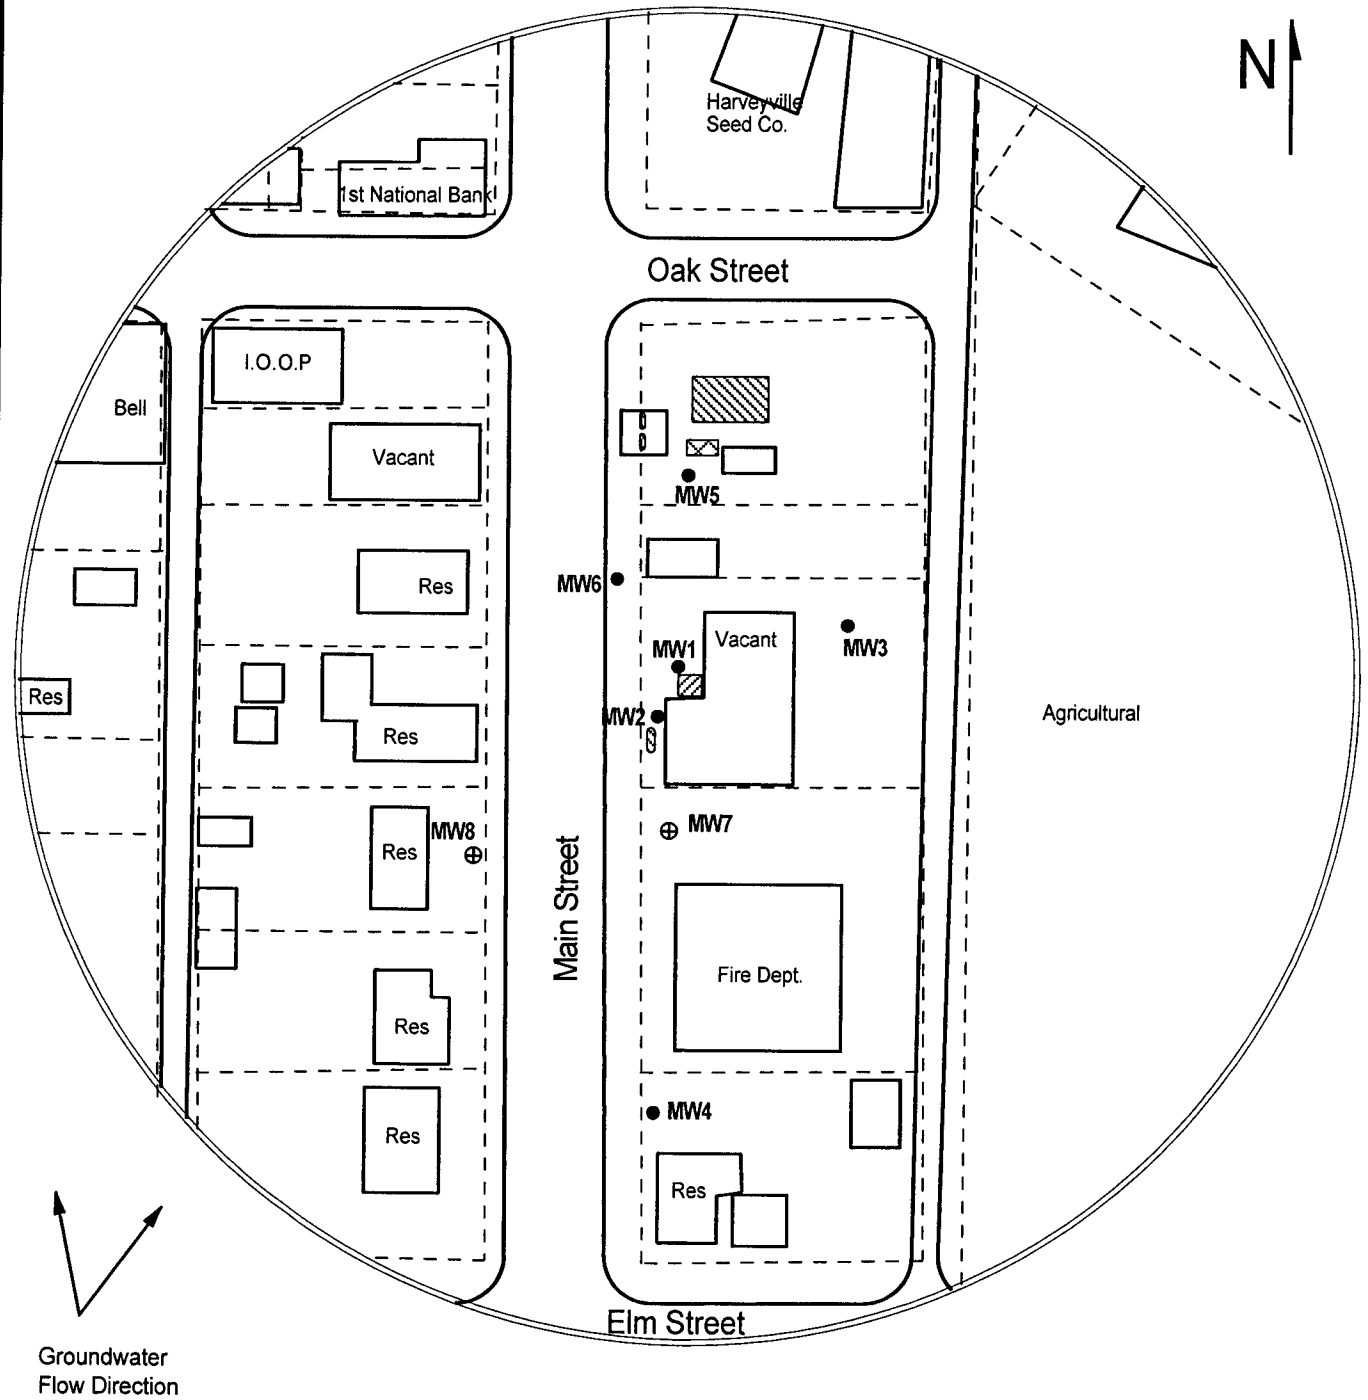 N
Harveyville
Seed Co.
1st National Bank
Oak Street
I.O.O.P
Bell
Vacant
MW5
MW6
Res
Vacant
MW1
MW3
Res
MW2
Res
Agricultural
MW7
MW8
Res
Main Street
Fire Dept.
Res
MW4
Res
Res
Elm Street
Groundwater
Flow Direction